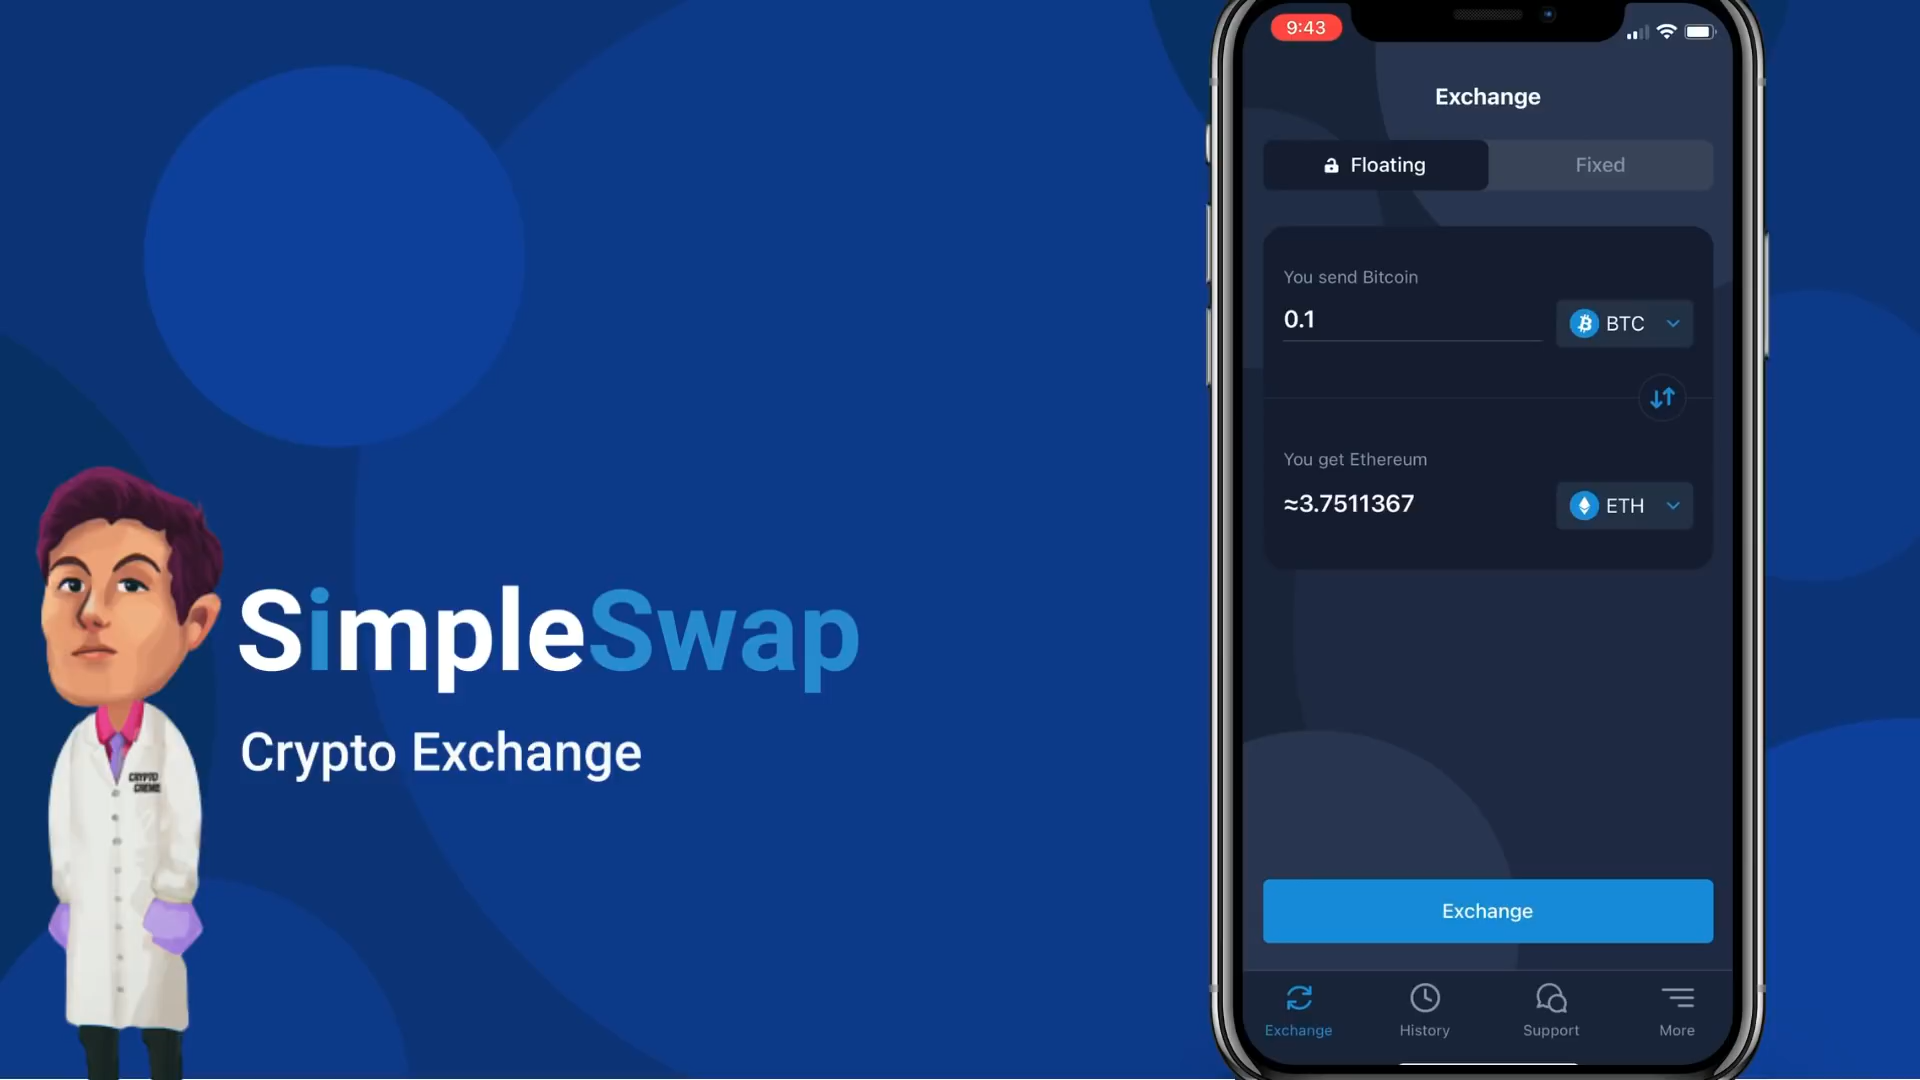 SimpleSwap
Crypto Exchange
CRYPTO
9:43
Exchange
Floating
Fixed
You send Bitcoin
0.1
BTC
You get Ethereum
≈3.7511367
ETH
Exchange
Exchange
History
Support
More